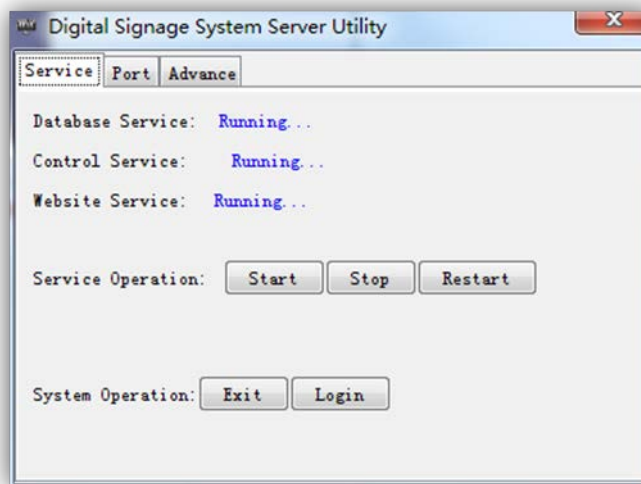 Digital Signage System Server Utility
Service Port Advance
Database Service: Running...
Control Service: Running...
Website Service: Running...
Service Operation: Start Stop Restart
System Operation: Exit Login